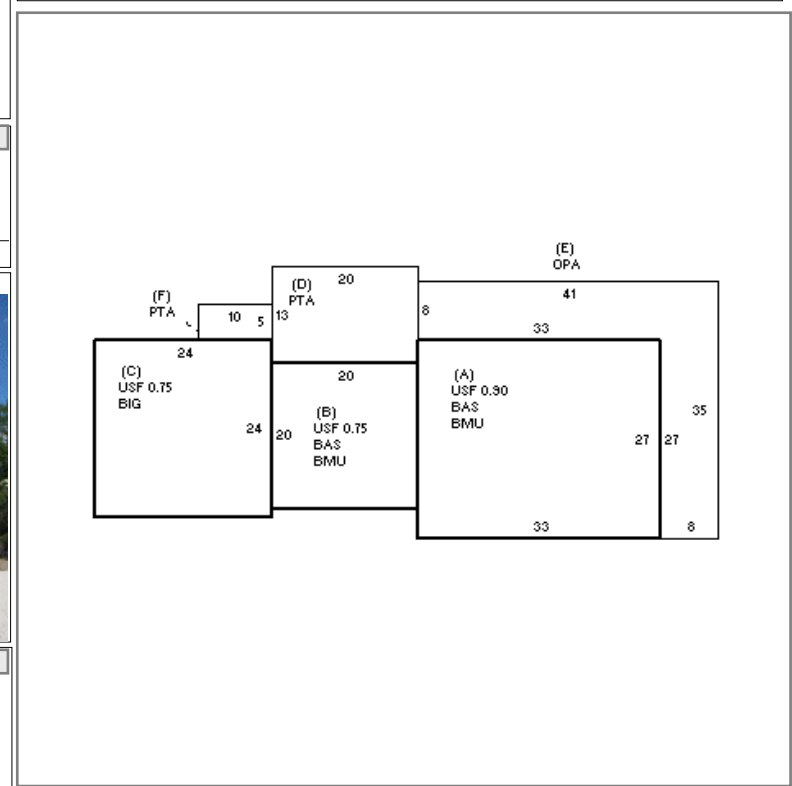 (E)
OPA
41
33
8
35
27
27
33
8
(A)
USF 0.90
BAS
BMU
(D)
PTA
20
13
20
(B)
USF 0.75
BAS
BMU
20
(F)
PTA
10
5
24
(C)
USF 0.75
BIG
24